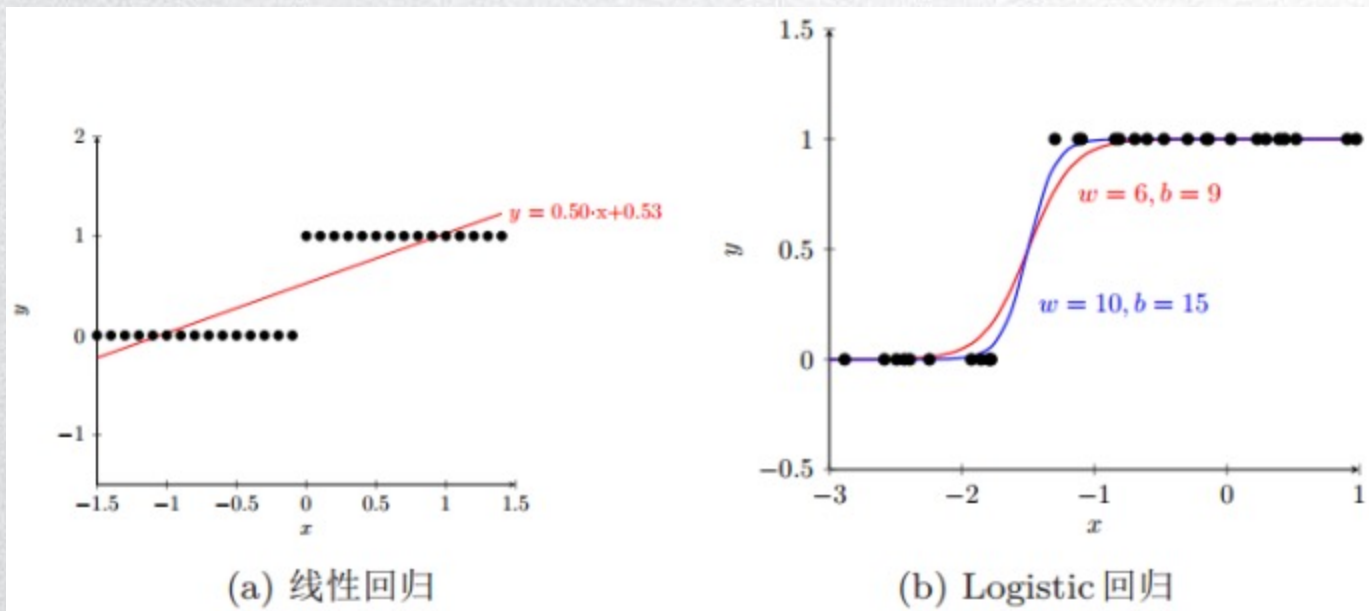 2
1
0
−1
y
y = 0.50·x+0.53
−1.5 −1 −0.5 0 0.5 1 1.5
x
(a) 线性回归
1.5
1
0.5
0
−0.5
y
w = 6, b = 9
w = 10, b = 15
−3 −2 −1 0 1
x
(b) Logistic 回归